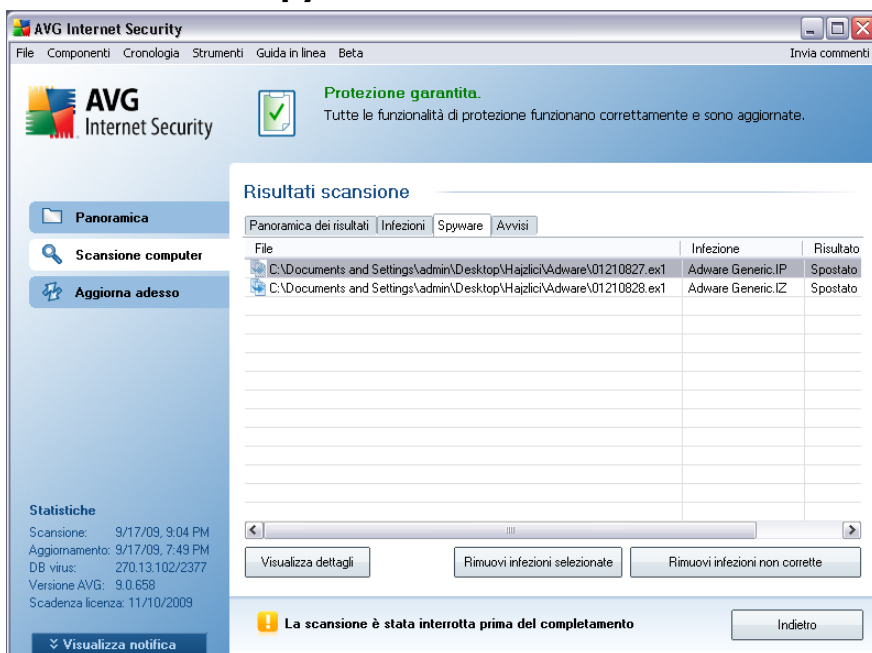 AVG Internet Security
File Componenti Cronologia Strumenti Guida in linea Beta Invia commenti
AVG
Internet Security
Protezione garantita.
Tutte le funzionalità di protezione funzionano correttamente e sono aggiornate.
Panoramica
Scansione computer
Aggiorna adesso
Risultati scansione
Panoramica dei risultati Infezioni Spyware Avvisi
File Infezione Risultato
C:\Documents and Settings\admin\Desktop\Hajzlici\Adware\01210827.ex1 Adware Generic.IP Spostato
C:\Documents and Settings\admin\Desktop\Hajzlici\Adware\01210828.ex1 Adware Generic.IZ Spostato
Statistiche
Scansione: 9/17/09, 9:04 PM
Aggiornamento: 9/17/09, 7:49 PM
DB virus: 270.13.102/2377
Versione AVG: 9.0.658
Scadenza licenza: 11/10/2009
Visualizza notifica
Visualizza dettagli Rimuovi infezioni selezionate Rimuovi infezioni non corrette
La scansione è stata interrotta prima del completamento
Indietro